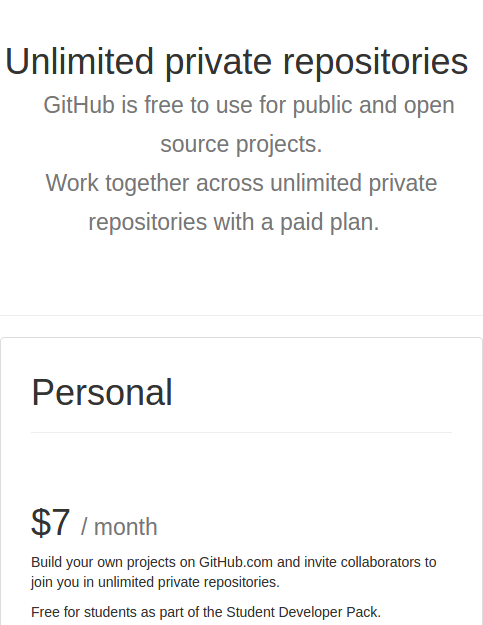 Unlimited private repositories
GitHub is free to use for public and open
source projects.
Work together across unlimited private
repositories with a paid plan.
Personal
$7 / month
Build your own projects on GitHub.com and invite collaborators to
join you in unlimited private repositories.
Free for students as part of the Student Developer Pack.